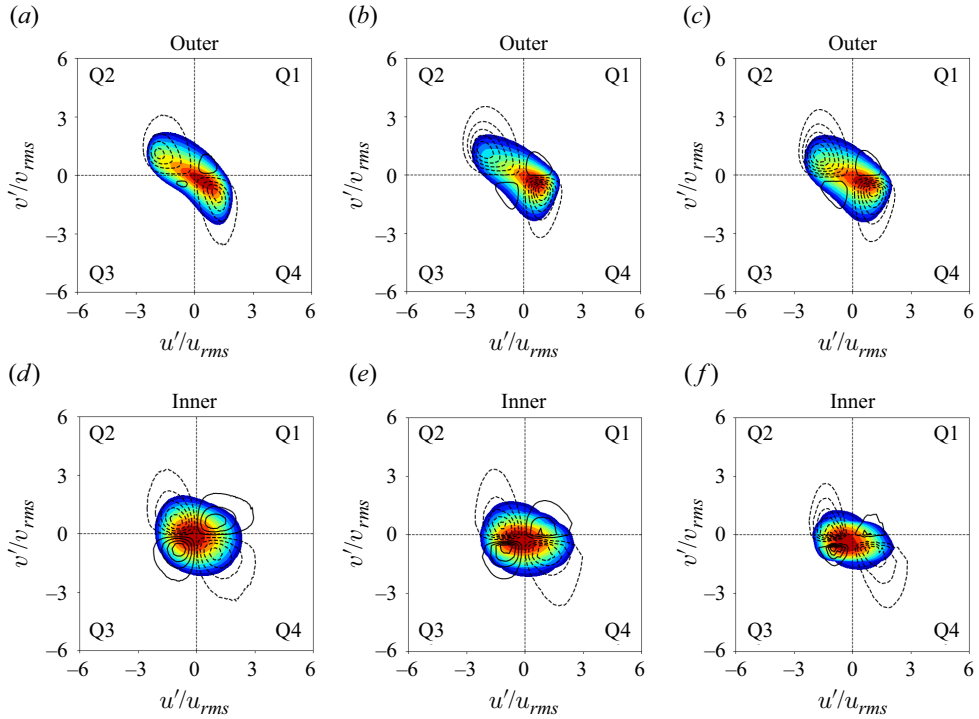 (a)
(b)
(c)
Outer
Outer
Outer
6
Q2
Q1
3
0
–3
Q3
Q4
–6
v′/v_rms
–6 –3 0 3 6
u′/u_rms
6
Q2
Q1
3
0
–3
Q3
Q4
–6
v′/v_rms
–6 –3 0 3 6
u′/u_rms
6
Q2
Q1
3
0
–3
Q3
Q4
–6
v′/v_rms
–6 –3 0 3 6
u′/u_rms
(d)
(e)
(f)
Inner
Inner
Inner
6
Q2
Q1
3
0
–3
Q3
Q4
–6
v′/v_rms
–6 –3 0 3 6
u′/u_rms
6
Q2
Q1
3
0
–3
Q3
Q4
–6
v′/v_rms
–6 –3 0 3 6
u′/u_rms
6
Q2
Q1
3
0
–3
Q3
Q4
–6
v′/v_rms
–6 –3 0 3 6
u′/u_rms